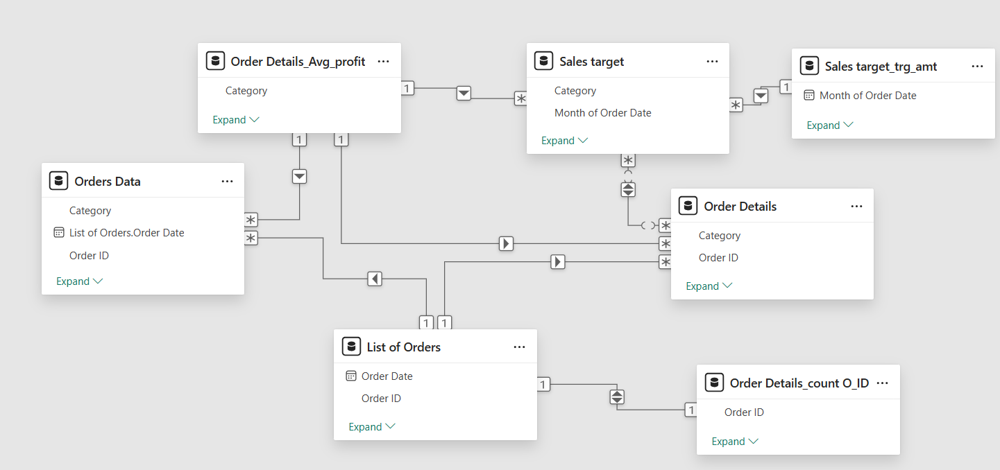 Order Details_Avg_profit
Category
Expand
Sales target
Category
Month of Order Date
Expand
Sales target_trg_amt
Month of Order Date
Expand
1
*
*
1
1
1
*
Orders Data
Category
List of Orders.Order Date
Order ID
Expand
*
*
Order Details
Category
Order ID
Expand
*
*
*
1
1
List of Orders
Order Date
Order ID
Expand
1
1
Order Details_count O_ID
Order ID
Expand